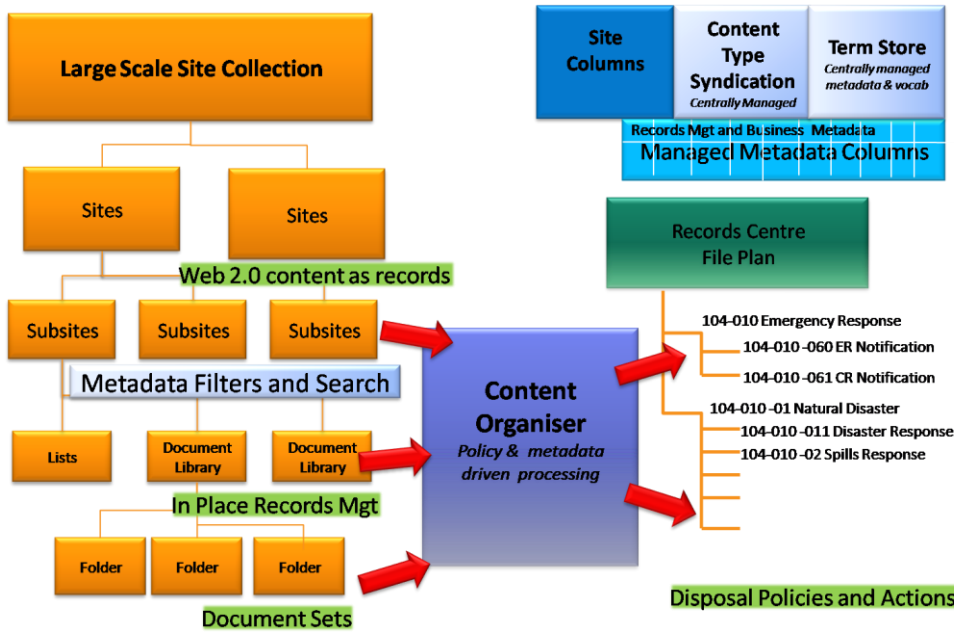 Large Scale Site Collection
Sites
Sites
Web 2.0 content as records
Subsites
Subsites
Subsites
Metadata Filters and Search
Lists
Document
Library
Document
Library
In Place Records Mgt
Folder
Folder
Folder
Document Sets
Content
Organiser
Policy & metadata
driven processing
Site
Columns
Content
Type
Syndication
Centrally Managed
Term Store
Centrally managed
metadata & vocab
Records Mgt and Business Metadata
Managed Metadata Columns
Records Centre
File Plan
104-010 Emergency Response
104-010 -060 ER Notification
104-010 -061 CR Notification
104-010 -01 Natural Disaster
104-010 -011 Disaster Response
104-010 -02 Spills Response
Disposal Policies and Actions